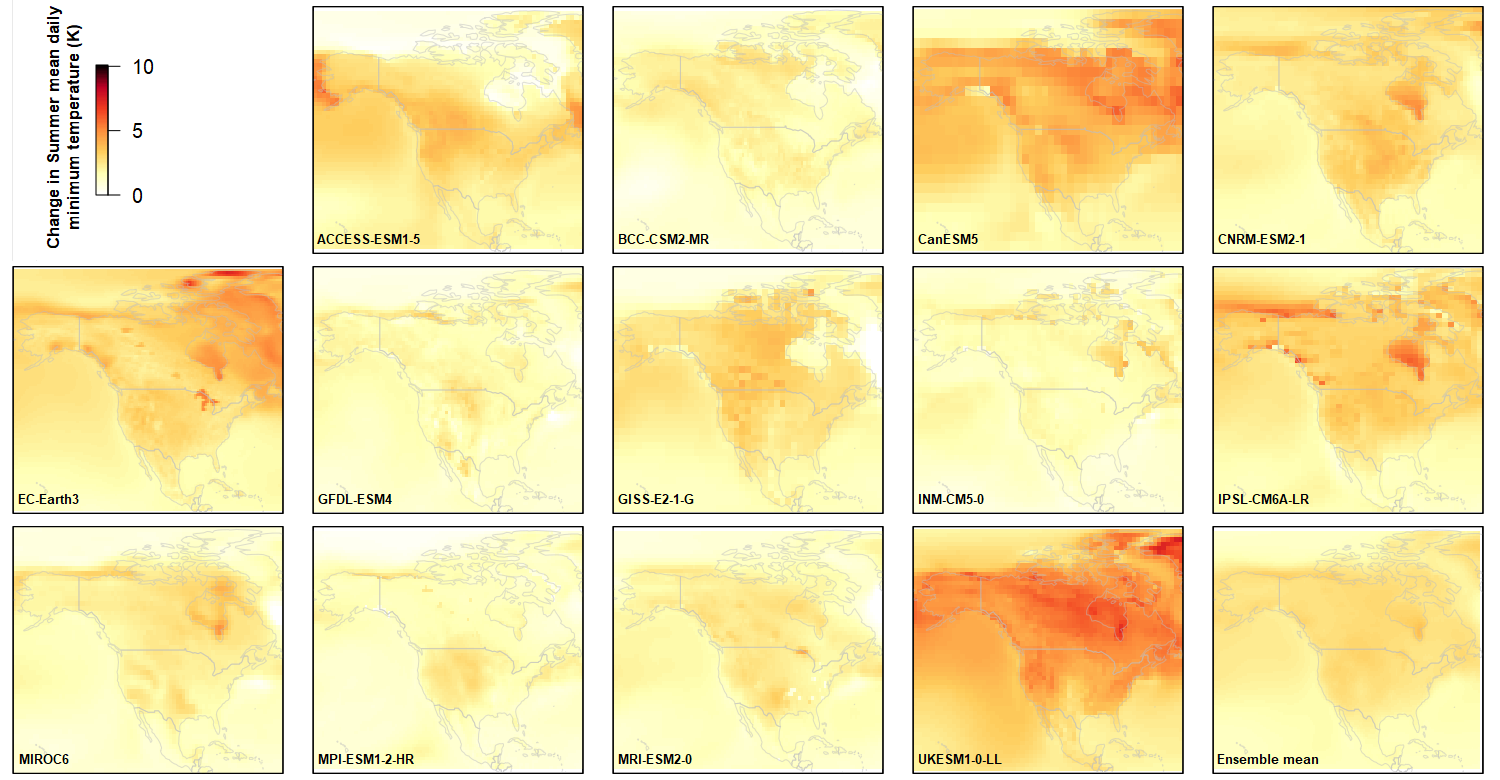 Change in Summer mean daily
minimum temperature (K)
10
5
0
ACCESS-ESM1-5
BCC-CSM2-MR
CanESM5
CNRM-ESM2-1
EC-Earth3
GFDL-ESM4
GISS-E2-1-G
INM-CM5-0
IPSL-CM6A-LR
MIROC6
MPI-ESM1-2-HR
MRI-ESM2-0
UKESM1-0-LL
Ensemble mean